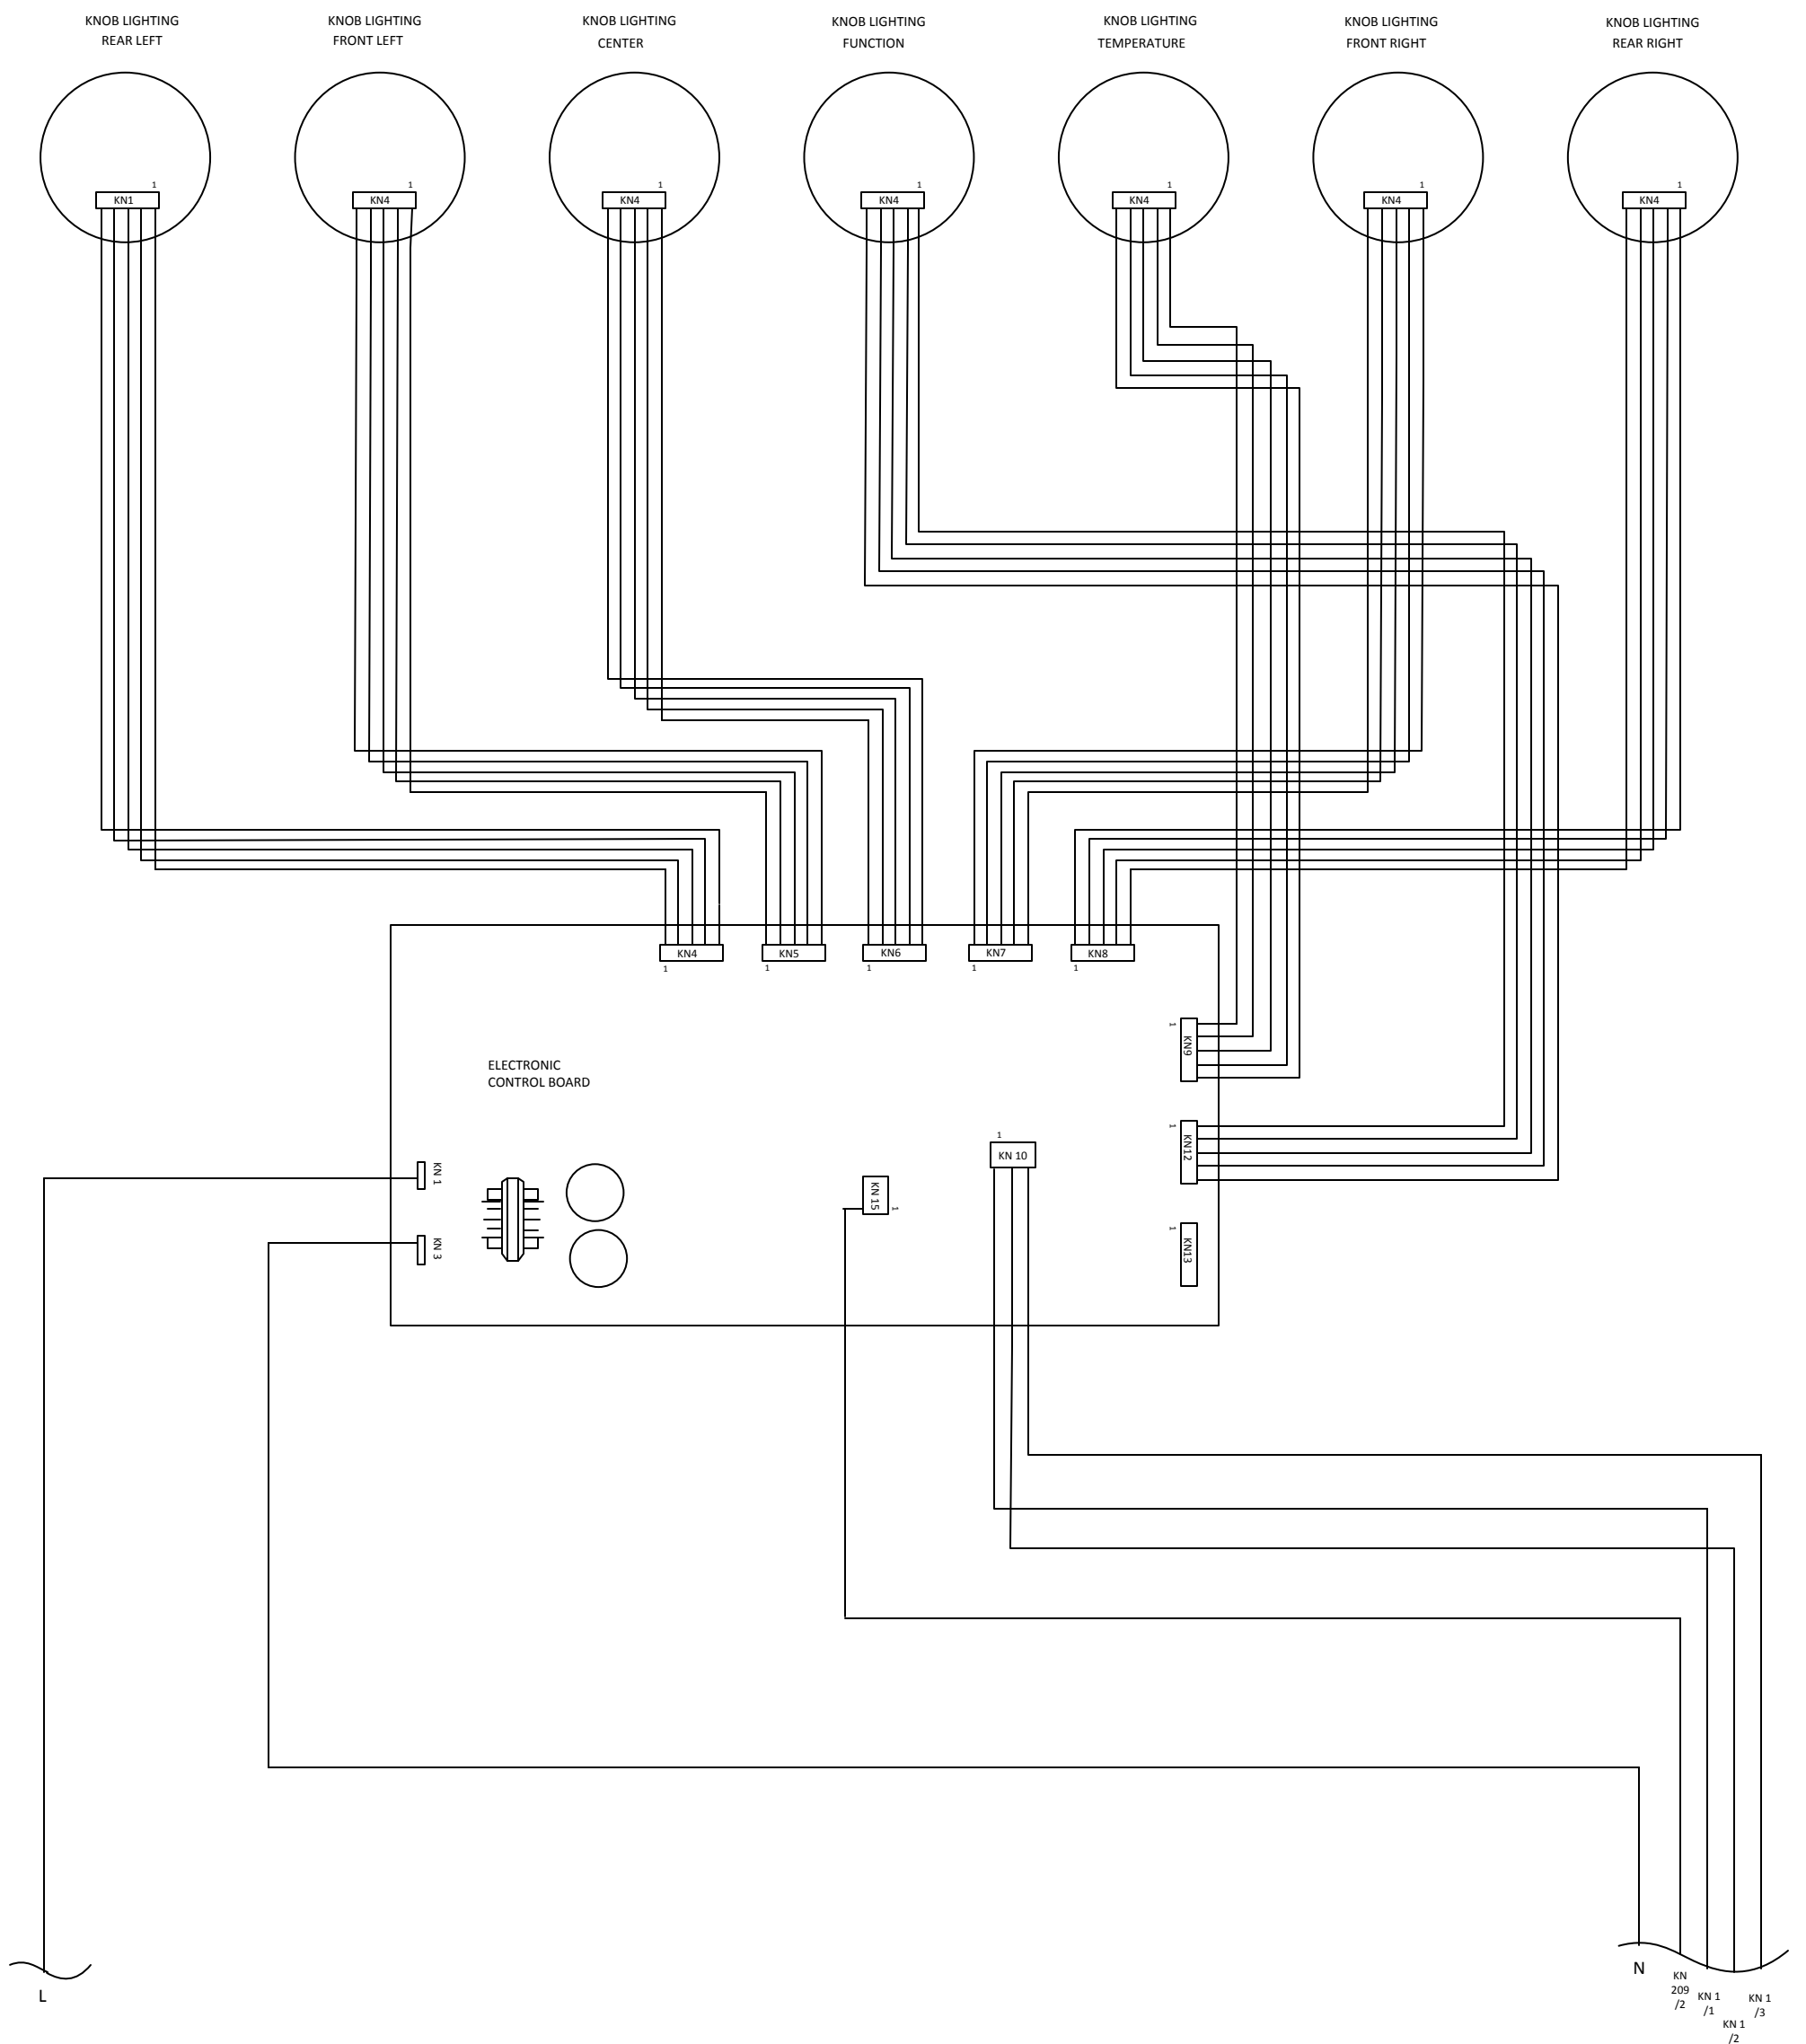 KNOB LIGHTING
REAR LEFT
KNOB LIGHTING
FRONT LEFT
KNOB LIGHTING
CENTER
KNOB LIGHTING
FUNCTION
KNOB LIGHTING
TEMPERATURE
KNOB LIGHTING
FRONT RIGHT
KNOB LIGHTING
REAR RIGHT
1
KN1
1
KN4
1
KN4
1
KN4
1
KN4
1
KN4
1
KN4
KN4
1
KN5
1
KN6
1
KN7
1
KN8
1
1
KN9
ELECTRONIC
CONTROL BOARD
1
KN12
1
KN 10
KN 1
KN 15
1
KN 3
1
KN13
L
N
KN
209
/2
KN 1
/1
KN 1
/2
KN 1
/3